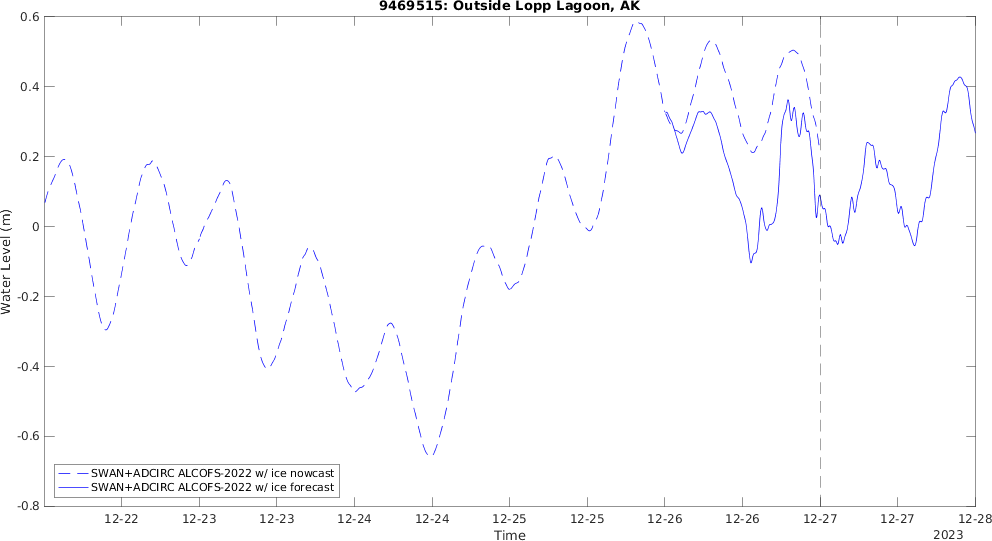 9469515: Outside Lopp Lagoon, AK
0.6
0.4
0.2
0
-0.2
-0.4
-0.6
-0.8
Water Level (m)
SWAN+ADCIRC ALCOFS-2022 w/ ice nowcast
SWAN+ADCIRC ALCOFS-2022 w/ ice forecast
12-22 12-23 12-23 12-24 12-24 12-25 12-25 12-26 12-26 12-27 12-27 12-28
Time
2023